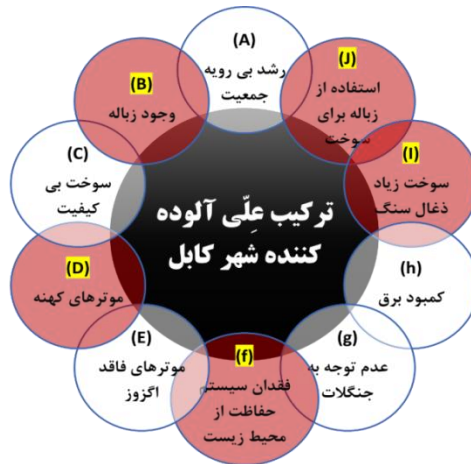 (A)
رشد بی رویه
جمعیت
(B)
وجود زباله
(C)
سوخت بی
کیفیت
(D)
موترهای کهنه
(E)
موترهای فاقد
اگزوز
(f)
فقدان سیستم
حفاظت از
محیط زیست
(g)
عدم توجه به
جنگلات
(h)
کمبود برق
(I)
سوخت زیاد
ذغال سنگ
(J)
استفاده از
زباله برای
سوخت
ترکیب عِلّی آلوده
کننده شهر کابل